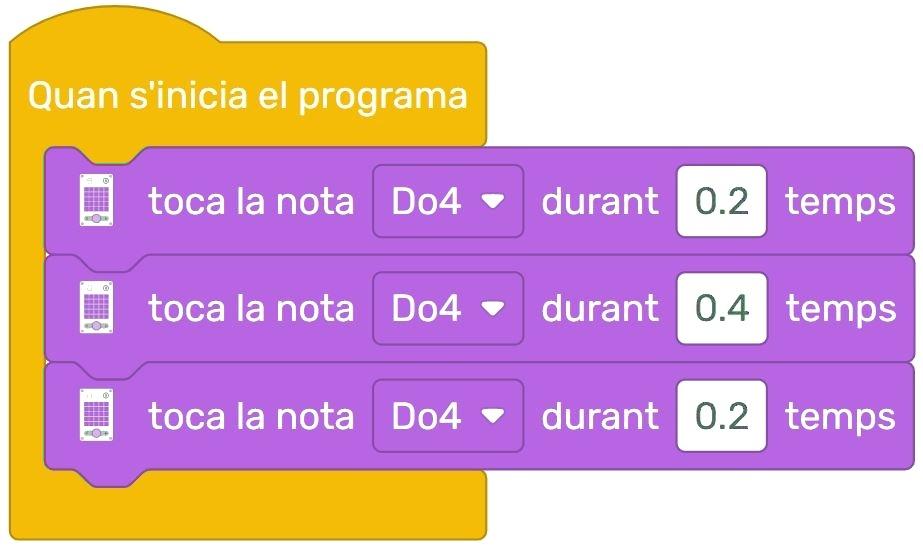 Quan s'inicia el programa
toca la nota Do4 durant 0.2 temps
toca la nota Do4 durant 0.4 temps
toca la nota Do4 durant 0.2 temps